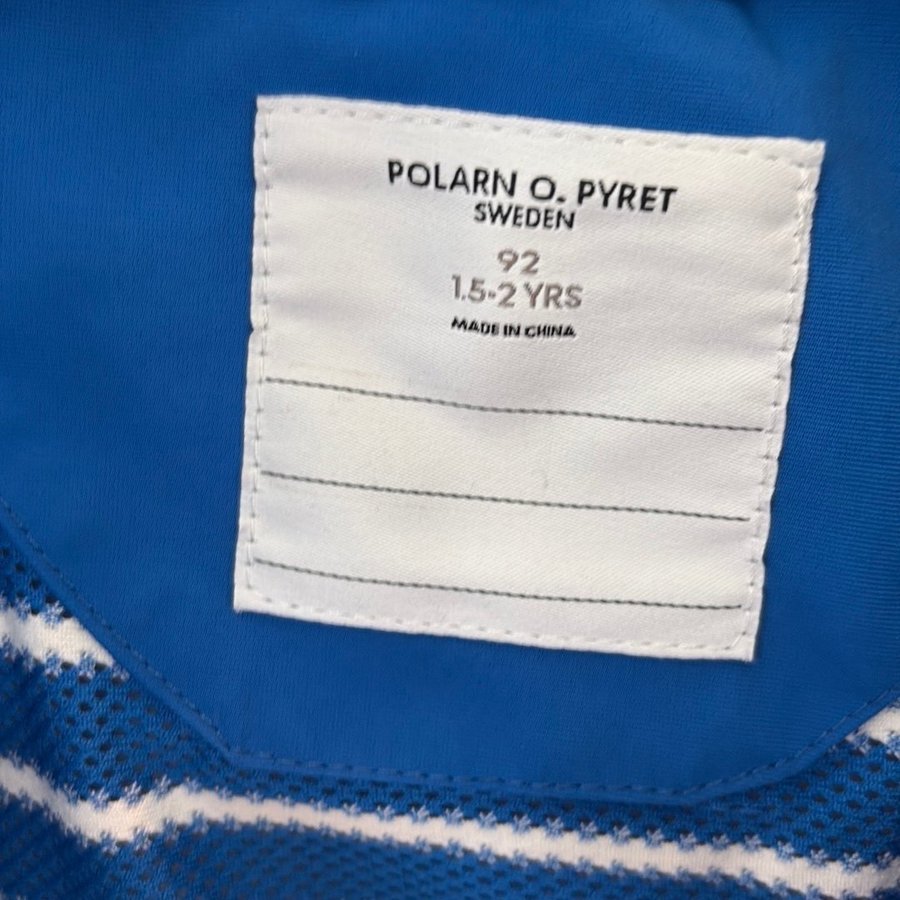 POLARN O. PYRET
SWEDEN
92
1.5-2 YRS
MADE IN CHINA